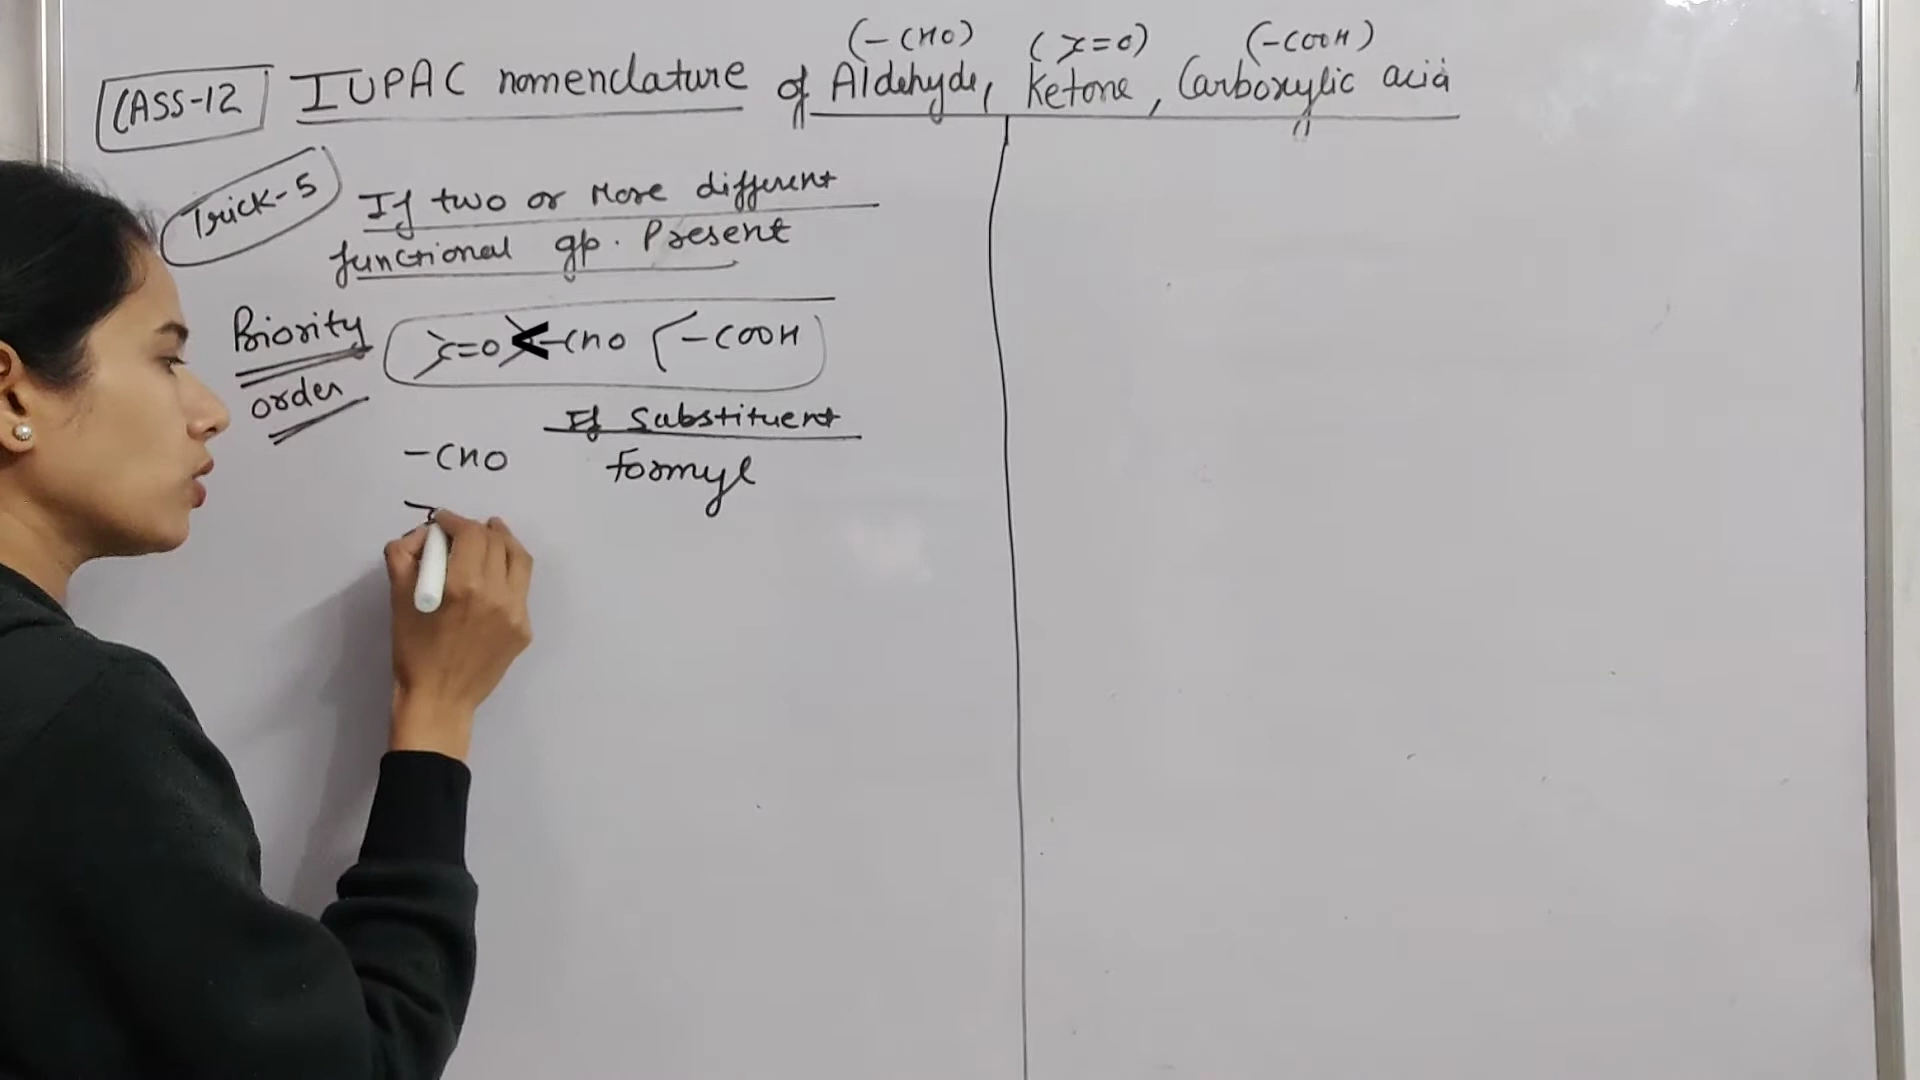 (-CHO) (>C=O) (-COOH)
CLASS-12 IUPAC nomenclature of Aldehyde, Ketone, Carboxylic acid
Trick-5 If two or More different
functional gp. Present
Priority >C=O < -CHO < -COOH
order
If Substituent
-CHO Formyl
>